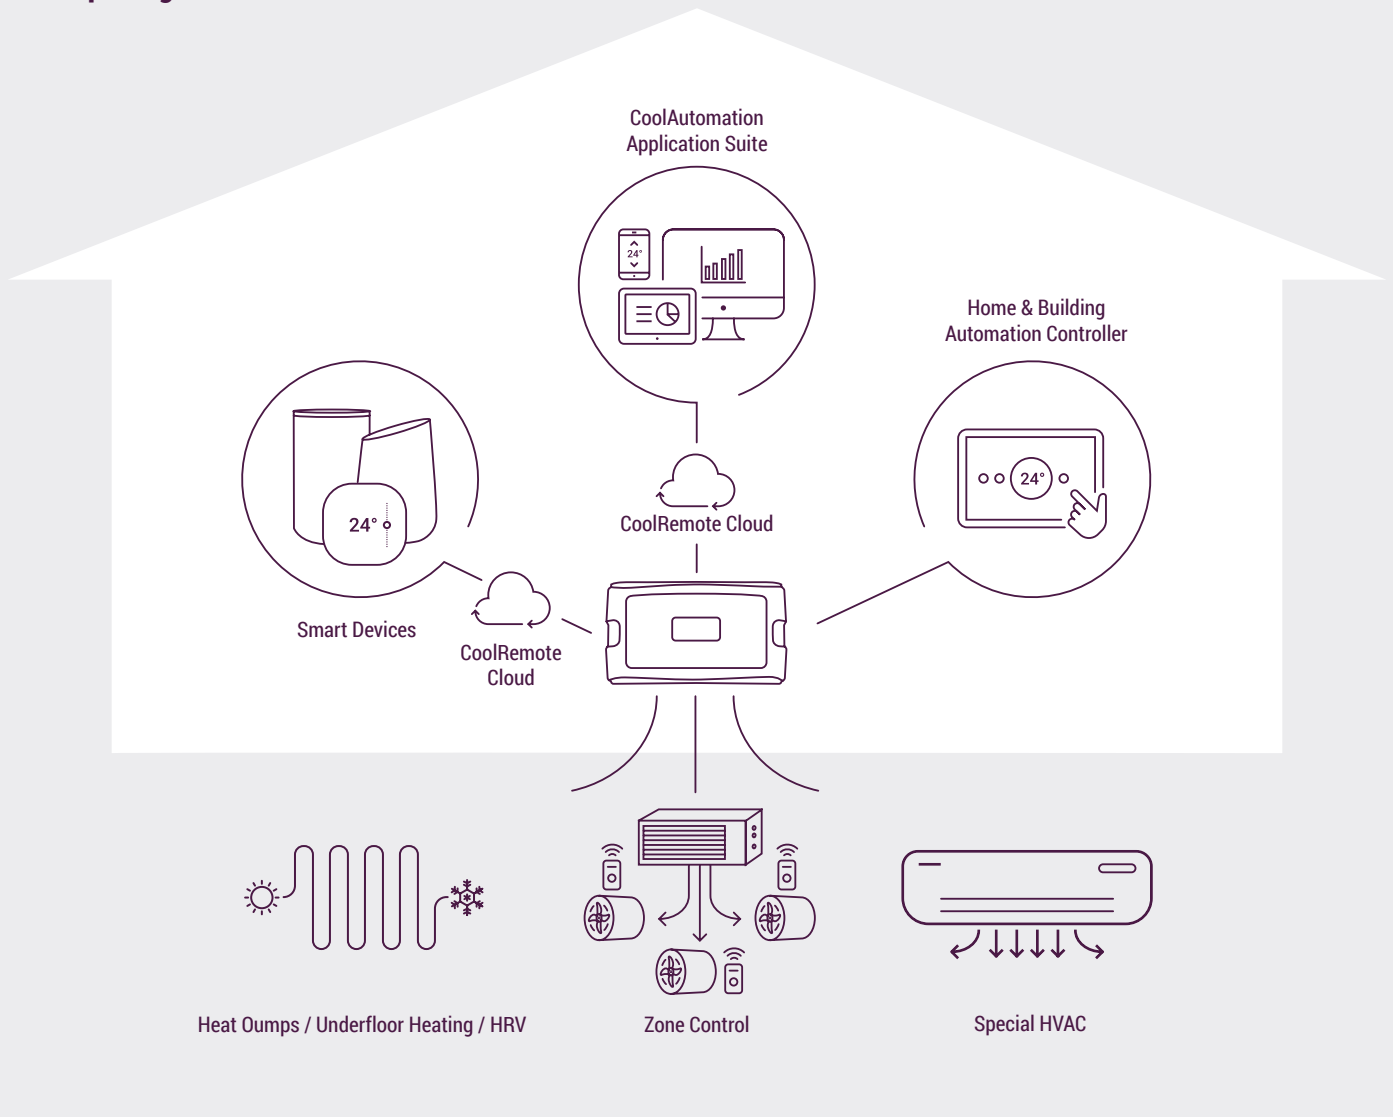 CoolAutomation
Application Suite
24°
Home & Building
Automation Controller
24°
24°
CoolRemote Cloud
Smart Devices
CoolRemote
Cloud
Heat Oumps / Underfloor Heating / HRV
Zone Control
Special HVAC